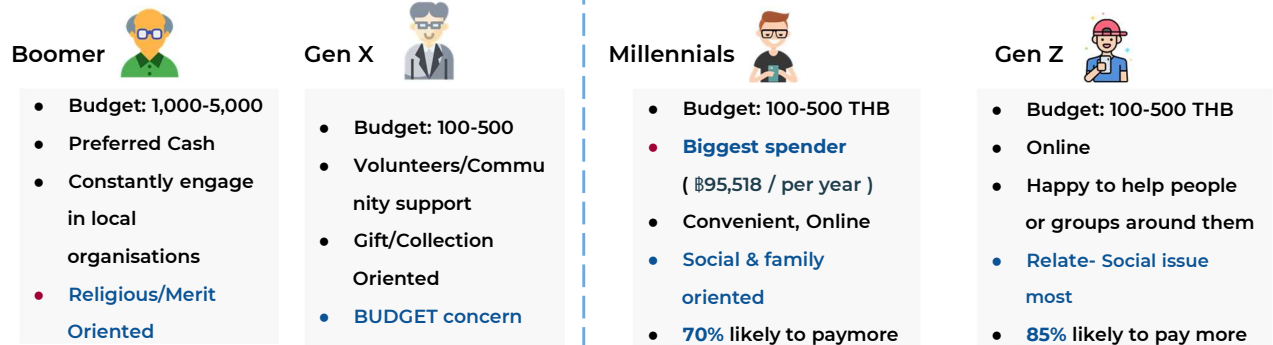 Boomer
● Budget: 1,000-5,000
● Preferred Cash
● Constantly engage
in local
organisations
● Religious/Merit
Oriented
Gen X
● Budget: 100-500
● Volunteers/Commu
nity support
● Gift/Collection
Oriented
● BUDGET concern
Millennials
● Budget: 100-500 THB
● Biggest spender
( ฿95,518 / per year )
● Convenient, Online
● Social & family
oriented
● 70% likely to paymore
Gen Z
● Budget: 100-500 THB
● Online
● Happy to help people
or groups around them
● Relate- Social issue
most
● 85% likely to pay more